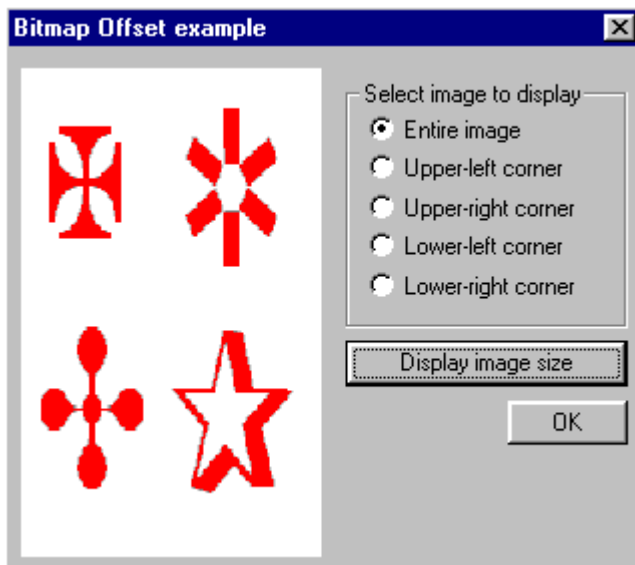 Bitmap Offset example
Select image to display
Entire image
Upper-left corner
Upper-right corner
Lower-left corner
Lower-right corner
Display image size
OK